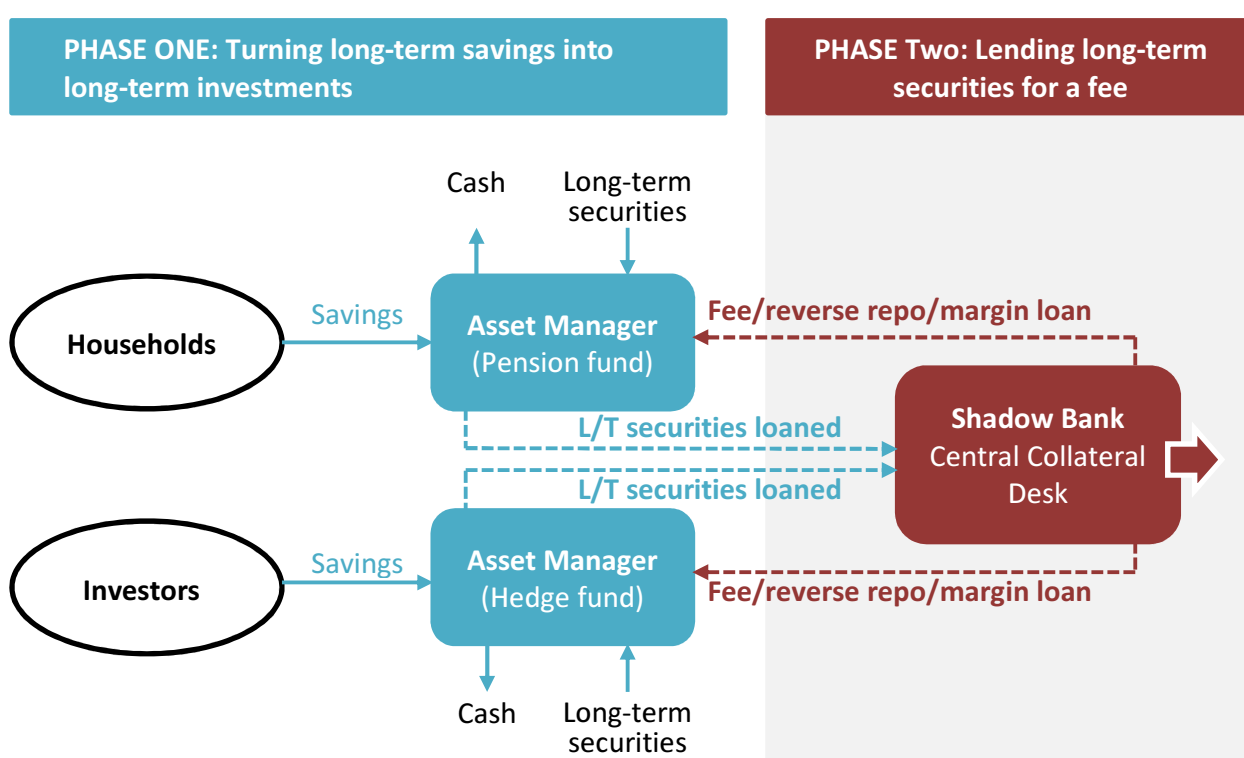 PHASE ONE: Turning long-term savings into
long-term investments
PHASE Two: Lending long-term
securities for a fee
Cash
Long-term
securities
Households
Savings
Asset Manager
(Pension fund)
Fee/reverse repo/margin loan
L/T securities loaned
Shadow Bank
Central Collateral
Desk
L/T securities loaned
Investors
Savings
Asset Manager
(Hedge fund)
Fee/reverse repo/margin loan
Cash
Long-term
securities